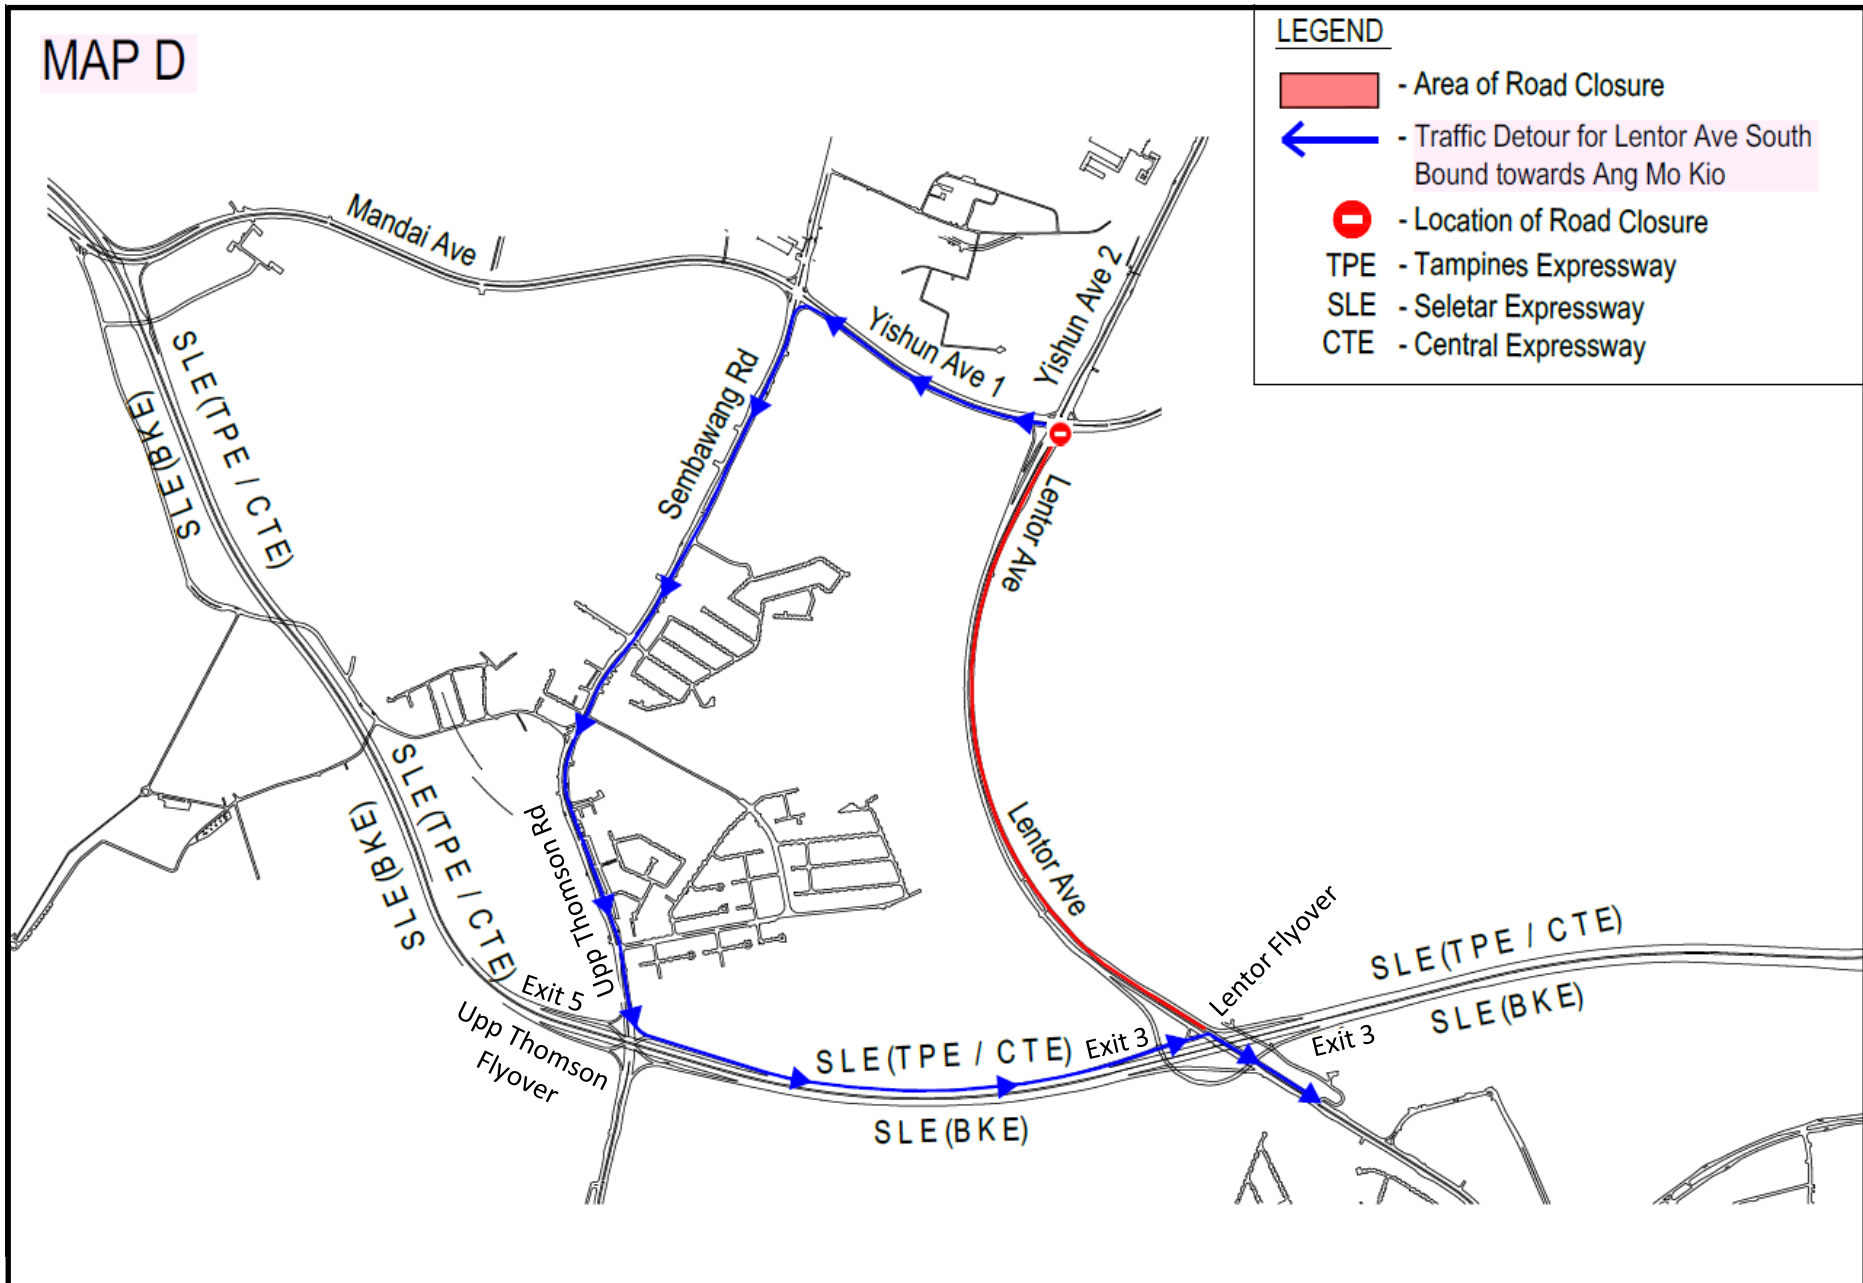 MAP D
LEGEND
- Area of Road Closure
- Traffic Detour for Lentor Ave South
Bound towards Ang Mo Kio
- Location of Road Closure
TPE - Tampines Expressway
SLE - Seletar Expressway
CTE - Central Expressway
Mandai Ave
Yishun Ave 2
Yishun Ave 1
SLE(TPE / CTE)
SLE(BKE)
Sembawang Rd
Lentor Ave
SLE(TPE / CTE)
SLE(BKE)
Upp Thomson Rd
Lentor Ave
Lentor Flyover
Exit 5
Upp Thomson
Flyover
SLE(TPE / CTE)
Exit 3
SLE(BKE)
SLE(TPE / CTE)
SLE(BKE)
Exit 3